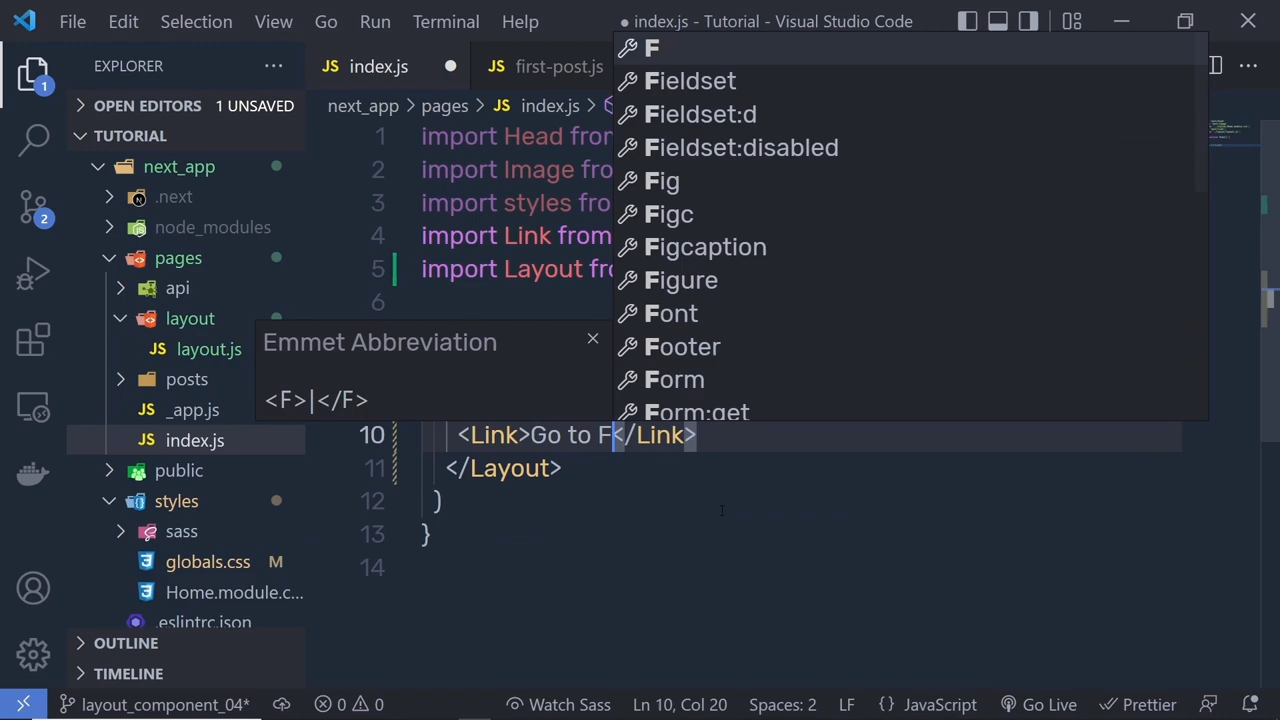 File Edit Selection View Go Run Terminal Help
● index.js - Tutorial - Visual Studio Code
EXPLORER
1
2
OPEN EDITORS 1 UNSAVED
TUTORIAL
next_app
.next
node_modules
pages
api
layout
layout.js
posts
_app.js
index.js
public
styles
sass
globals.css M
Home.module.c...
.eslintrc.json
OUTLINE
TIMELINE
JS index.js
JS first-post.js
next_app > pages > JS index.js >
1 import Head from
2 import Image fro
3 import styles fro
4 import Link from
5 import Layout fro
6
Emmet Abbreviation
<F>|</F>
F
Fieldset
Fieldset:d
Fieldset:disabled
Fig
Figc
Figcaption
Figure
Font
Footer
Form
Form:get
10 <Link>Go to F</Link>
11 </Layout>
12 )
13 }
14
layout_component_04* 0 0 Watch Sass Ln 10, Col 20 Spaces: 2 LF {} JavaScript Go Live Prettier